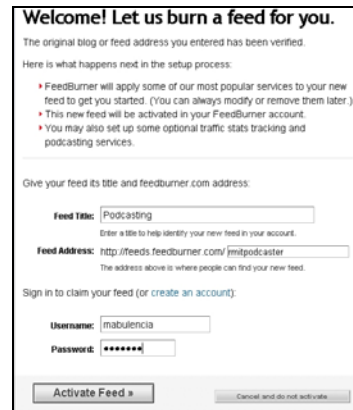 Welcome! Let us burn a feed for you.
The original blog or feed address you entered has been verified.
Here is what happens next in the setup process:
FeedBurner will apply some of our most popular services to your new
feed to get you started. (You can always modify or remove them later.)
This new feed will be activated in your FeedBurner account.
You may also set up some optional traffic stats tracking and
podcasting services.
Give your feed its title and feedburner.com address:
Feed Title: Podcasting
Enter a title to help identify your new feed in your account.
Feed Address: http://feeds.feedburner.com/ rmitpodcaster
The address above is where people can find your new feed.
Sign in to claim your feed (or create an account):
Username: mabulencia
Password: •••••••
Activate Feed »
Cancel and do not activate